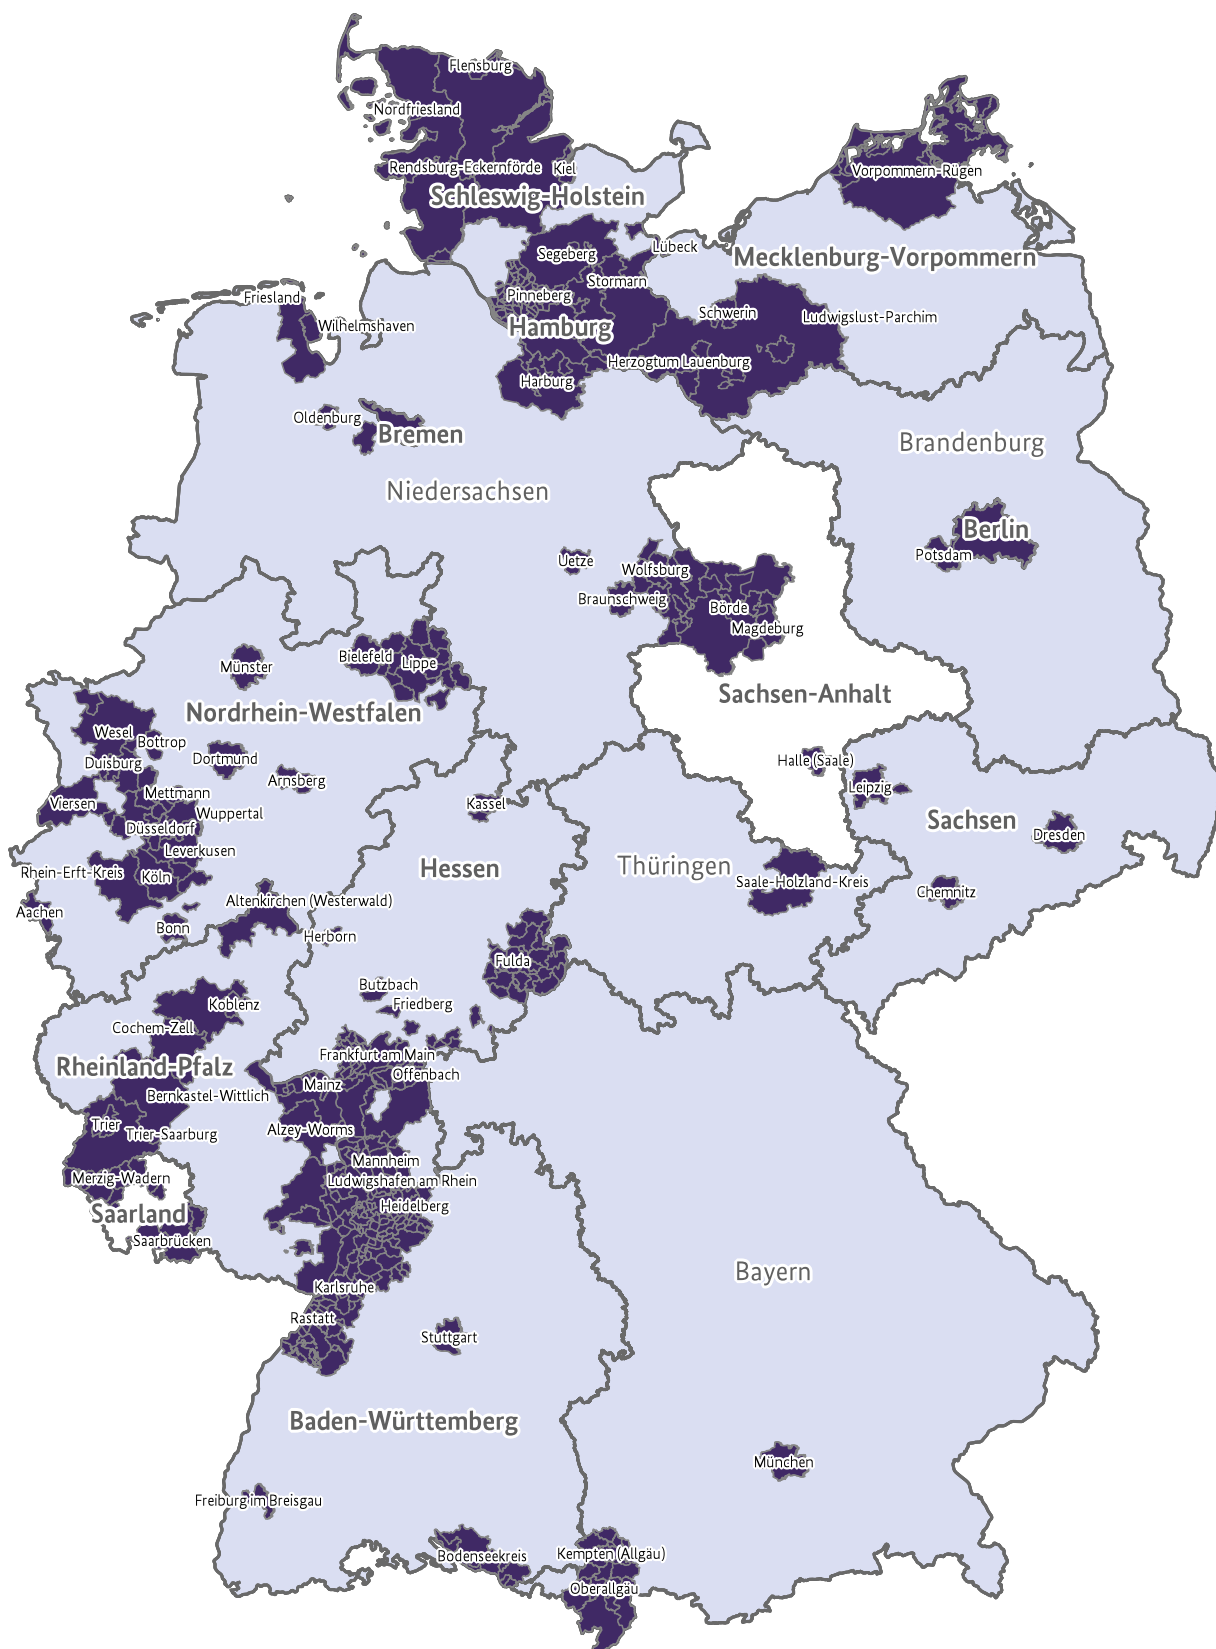 Flensburg
Nordfriesland
Rendsburg-Eckernförde
Kiel
Vorpommern-Rügen
Schleswig-Holstein
Lübeck
Segeberg
Mecklenburg-Vorpommern
Stormarn
Pinneberg
Friesland
Schwerin
Ludwigslust-Parchim
Wilhelmshaven
Hamburg
Herzogtum Lauenburg
Harburg
Oldenburg
Bremen
Brandenburg
Niedersachsen
Berlin
Potsdam
Uetze
Wolfsburg
Braunschweig
Börde
Magdeburg
Bielefeld
Lippe
Münster
Sachsen-Anhalt
Nordrhein-Westfalen
Wesel
Bottrop
Dortmund
Duisburg
Halle (Saale)
Arnsberg
Leipzig
Mettmann
Viersen
Kassel
Wuppertal
Sachsen
Düsseldorf
Dresden
Leverkusen
Thüringen
Hessen
Rhein-Erft-Kreis
Köln
Saale-Holzland-Kreis
Chemnitz
Altenkirchen (Westerwald)
Aachen
Bonn
Herborn
Fulda
Butzbach
Friedberg
Koblenz
Cochem-Zell
Frankfurt am Main
Rheinland-Pfalz
Offenbach
Mainz
Bernkastel-Wittlich
Trier
Alzey-Worms
Trier-Saarburg
Mannheim
Merzig-Wadern
Ludwigshafen am Rhein
Heidelberg
Saarland
Saarbrücken
Bayern
Karlsruhe
Rastatt
Stuttgart
Baden-Württemberg
München
Freiburg im Breisgau
Kempten (Allgäu)
Bodenseekreis
Oberallgäu